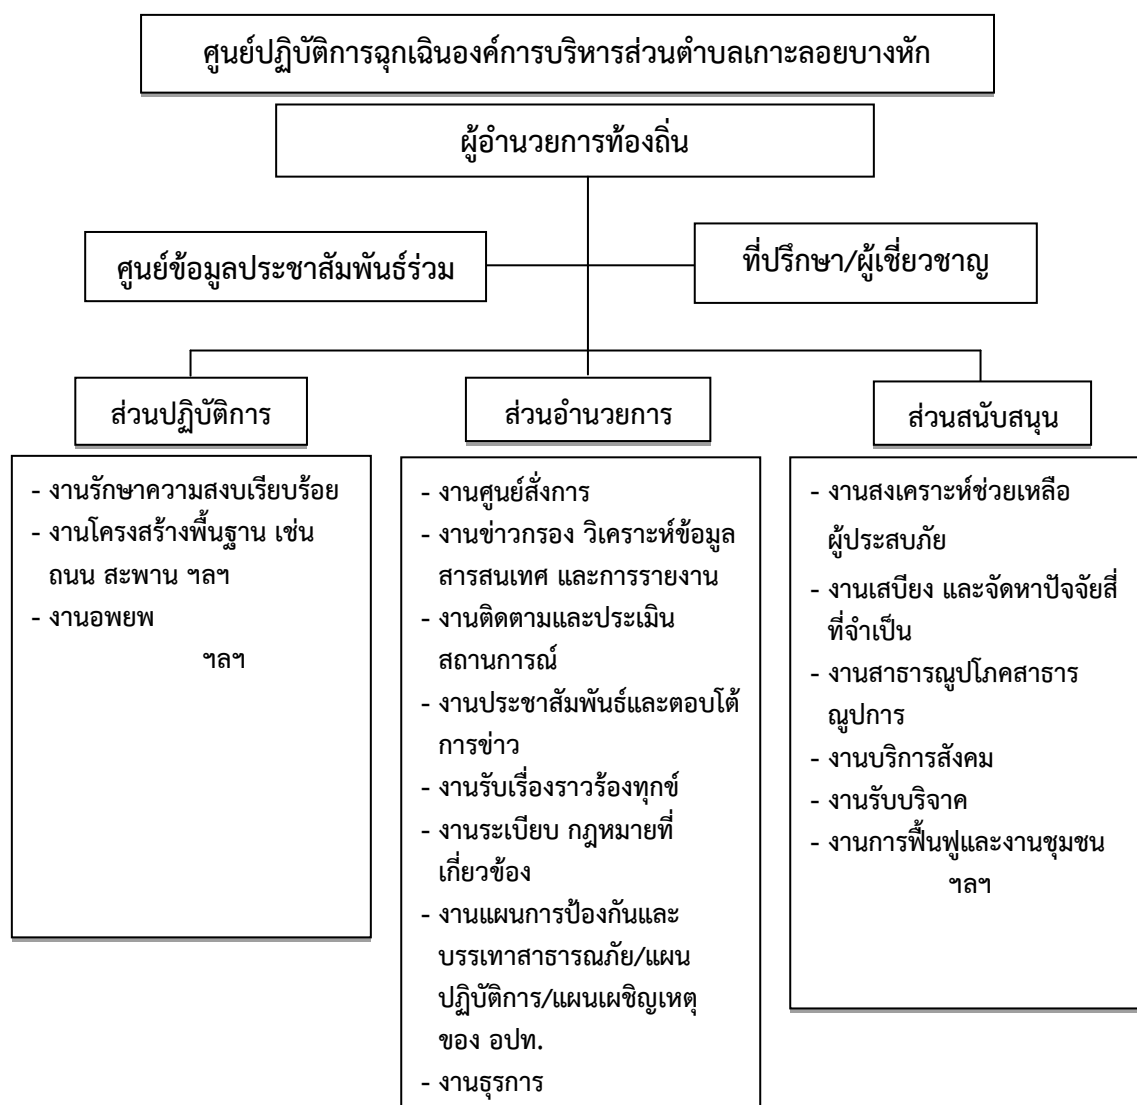 ศูนย์ปฏิบัติการฉุกเฉินองค์การบริหารส่วนตำบลเกาะลอยบางหัก
ผู้อำนวยการท้องถิ่น
ศูนย์ข้อมูลประชาสัมพันธ์ร่วม
ที่ปรึกษา/ผู้เชี่ยวชาญ
ส่วนปฏิบัติการ
- งานรักษาความสงบเรียบร้อย
- งานโครงสร้างพื้นฐาน เช่น
ถนน สะพาน ฯลฯ
- งานอพยพ
ฯลฯ
ส่วนอำนวยการ
- งานศูนย์สั่งการ
- งานข่าวกรอง วิเคราะห์ข้อมูล
สารสนเทศ และการรายงาน
- งานติดตามและประเมิน
สถานการณ์
- งานประชาสัมพันธ์และตอบโต้
การข่าว
- งานรับเรื่องราวร้องทุกข์
- งานระเบียบ กฎหมายที่
เกี่ยวข้อง
- งานแผนการป้องกันและ
บรรเทาสาธารณภัย/แผน
ปฏิบัติการ/แผนเผชิญเหตุ
ของ อปท.
- งานธุรการ
ส่วนสนับสนุน
- งานสงเคราะห์ช่วยเหลือ
ผู้ประสบภัย
- งานเสบียง และจัดหาปัจจัยสี่
ที่จำเป็น
- งานสาธารณูปโภคสาธาร
ณูปการ
- งานบริการสังคม
- งานรับบริจาค
- งานการฟื้นฟูและงานชุมชน
ฯลฯ